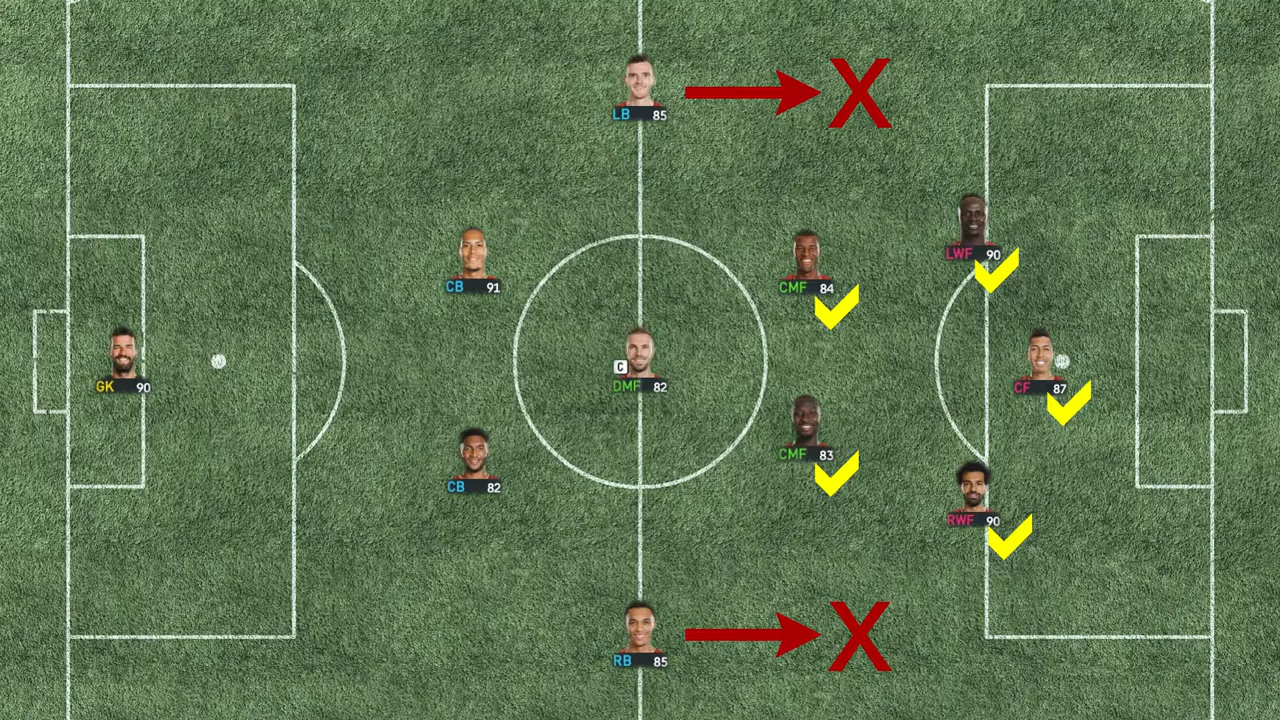 LB 85
X
LWF 90
CB 91
CMF 84
GK 90
C
DMF 82
CF 87
CMF 83
CB 82
RWF 90
RB 85
X